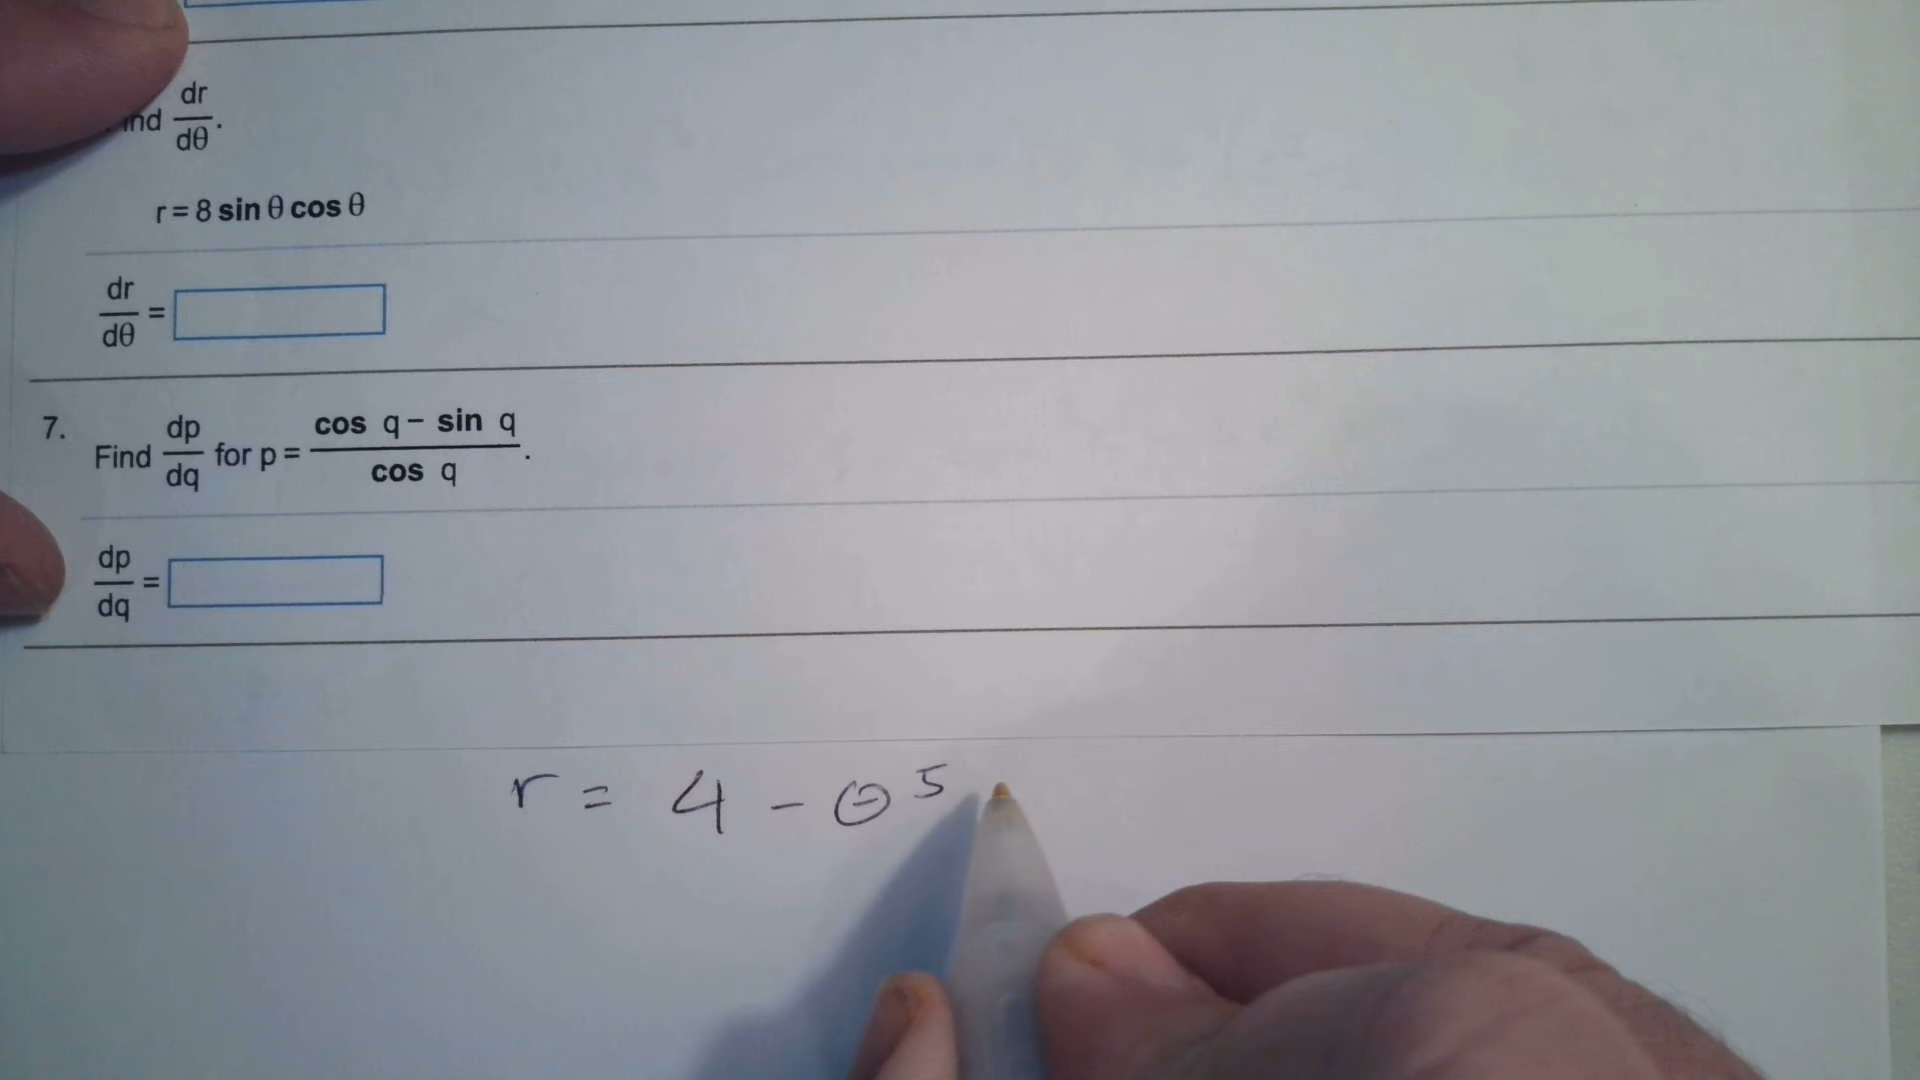 ind dr/dθ.
r = 8 sin θ cos θ
dr/dθ =
7. Find dp/dq for p = (cos q − sin q)/(cos q).
dp/dq =
r = 4 − θ⁵